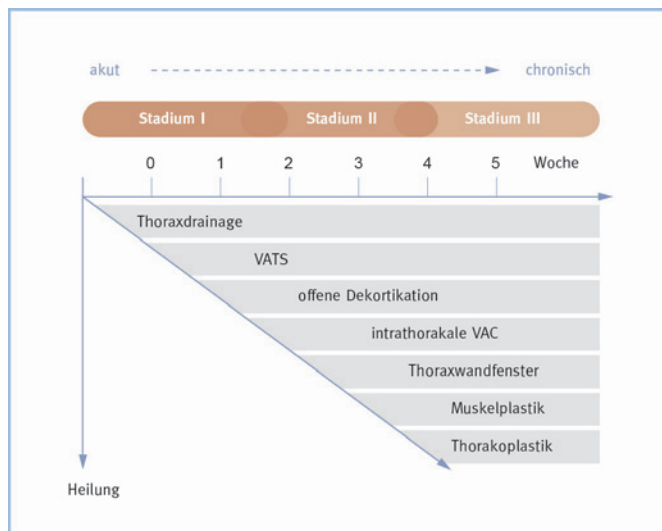 akut chronisch
Stadium I Stadium II Stadium III
0 1 2 3 4 5 Woche
Thoraxdrainage
VATS
offene Dekortikation
intrathorakale VAC
Thoraxwandfenster
Muskelplastik
Thorakoplastik
Heilung